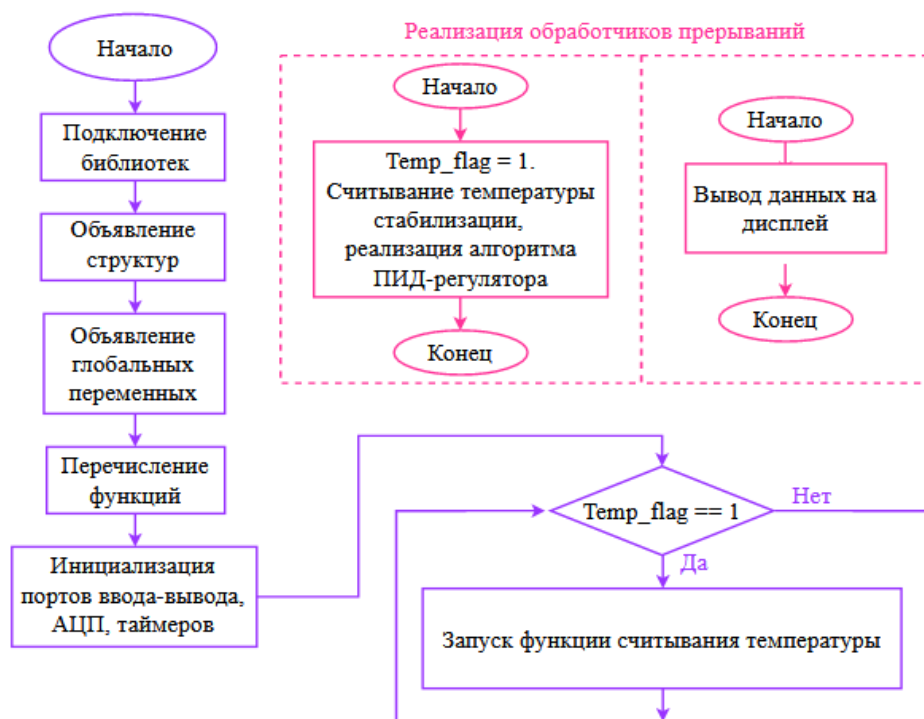 Начало
Подключение
библиотек
Объявление
структур
Объявление
глобальных
переменных
Перечисление
функций
Инициализация
портов ввода-вывода,
АЦП, таймеров
Реализация обработчиков прерываний
Начало
Temp_flag = 1.
Считывание температуры
стабилизации,
реализация алгоритма
ПИД-регулятора
Конец
Начало
Вывод данных на
дисплей
Конец
Temp_flag == 1
Нет
Да
Запуск функции считывания температуры